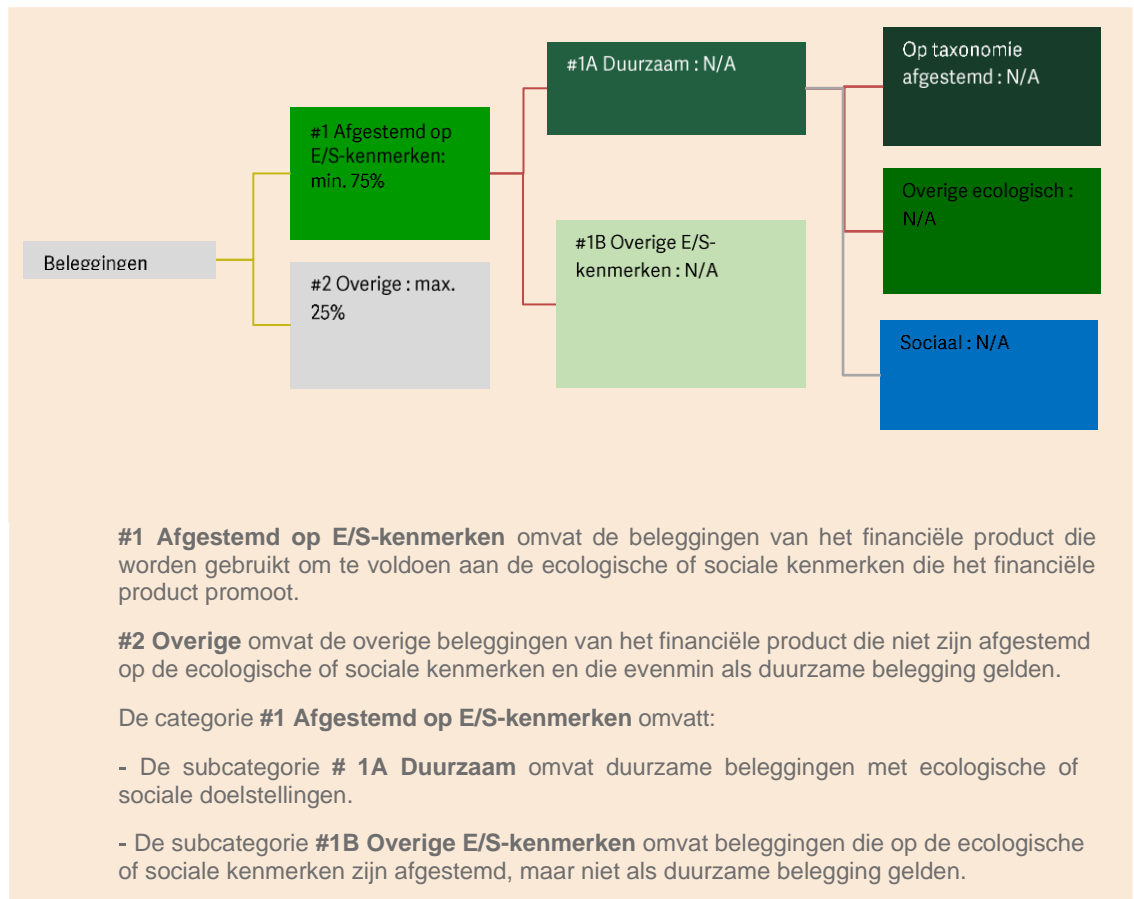 Beleggingen
#1 Afgestemd op
E/S-kenmerken:
min. 75%
#2 Overige : max.
25%
#1A Duurzaam : N/A
#1B Overige E/S-
kenmerken : N/A
Op taxonomie
afgestemd : N/A
Overige ecologisch :
N/A
Sociaal : N/A
#1 Afgestemd op E/S-kenmerken omvat de beleggingen van het financiële product die
worden gebruikt om te voldoen aan de ecologische of sociale kenmerken die het financiële
product promoot.
#2 Overige omvat de overige beleggingen van het financiële product die niet zijn afgestemd
op de ecologische of sociale kenmerken en die evenmin als duurzame belegging gelden.
De categorie #1 Afgestemd op E/S-kenmerken omvatt:
- De subcategorie # 1A Duurzaam omvat duurzame beleggingen met ecologische of
sociale doelstellingen.
- De subcategorie #1B Overige E/S-kenmerken omvat beleggingen die op de ecologische
of sociale kenmerken zijn afgestemd, maar niet als duurzame belegging gelden.